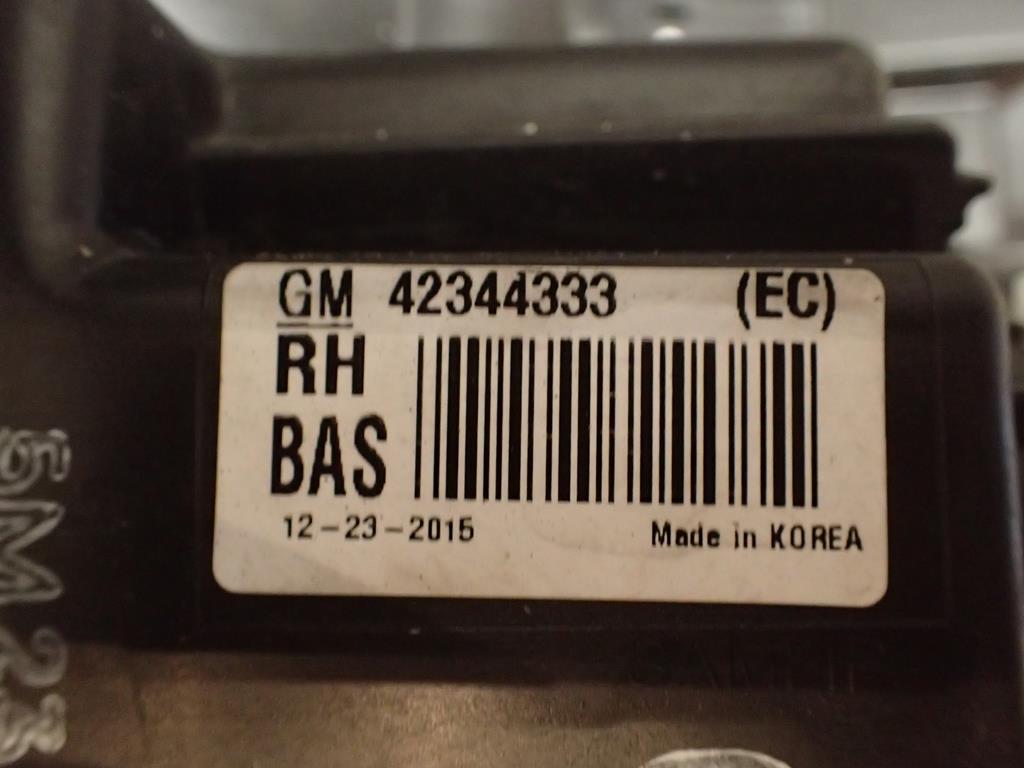 GM 42344333 (EC)
RH
BAS
12-23-2015 Made in KOREA